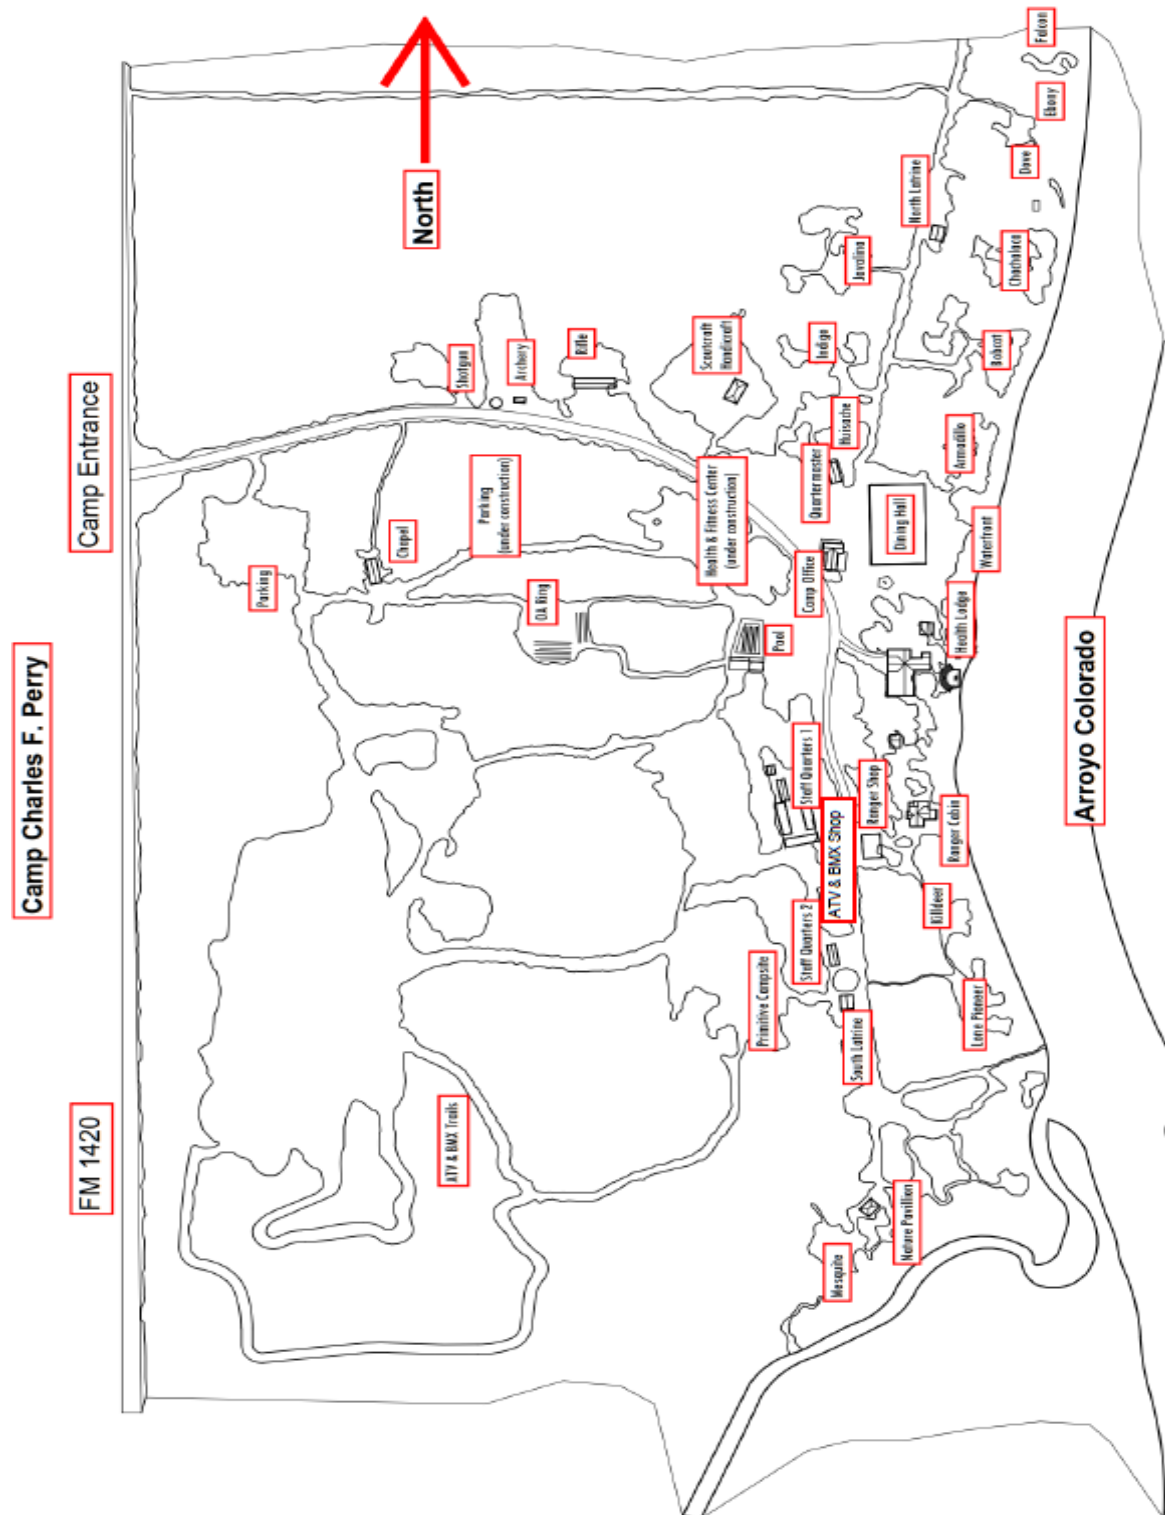 Camp Charles F. Perry
FM 1420
Camp Entrance
North
Parking
Chapel
Shotgun
Archery
Rifle
Parking
(under construction)
OA Ring
ATV & BMX Trails
Scoutcraft
Handicraft
Health & Fitness Center
(under construction)
Pool
Primitive Campsite
Staff Quarters 2
Staff Quarters 1
Camp Office
Quartermaster
Huisache
Indigo
Javalina
North Latrine
ATV & BMX Shop
Ranger Shop
South Latrine
Mesquite
Nature Pavillion
Killdeer
Ranger Cabin
Health Lodge
Dining Hall
Waterfront
Armadillo
Bobcat
Chachalaca
Dove
Ebony
Falcon
Lone Pioneer
Arroyo Colorado